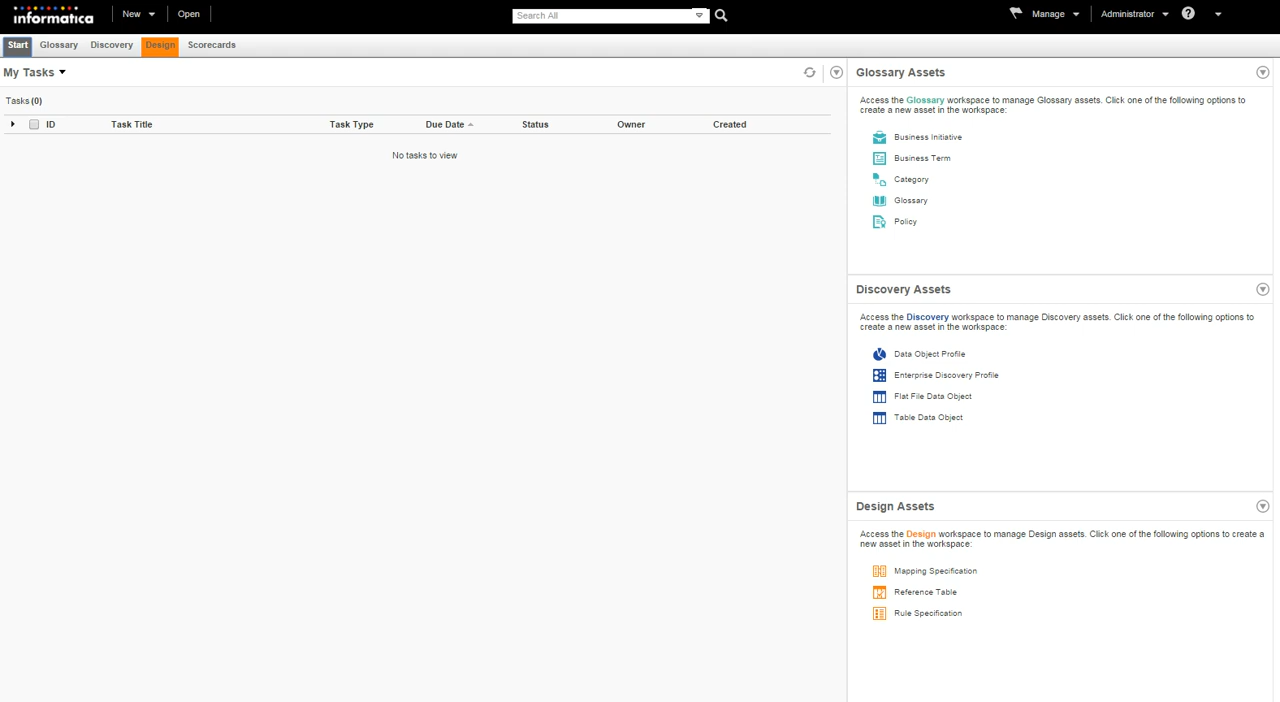 informatica New Open Search All Manage Administrator ?
Start Glossary Discovery Design Scorecards
My Tasks
Tasks (0)
ID Task Title Task Type Due Date Status Owner Created
No tasks to view
Glossary Assets
Access the Glossary workspace to manage Glossary assets. Click one of the following options to
create a new asset in the workspace:
Business Initiative
Business Term
Category
Glossary
Policy
Discovery Assets
Access the Discovery workspace to manage Discovery assets. Click one of the following options to
create a new asset in the workspace:
Data Object Profile
Enterprise Discovery Profile
Flat File Data Object
Table Data Object
Design Assets
Access the Design workspace to manage Design assets. Click one of the following options to create a
new asset in the workspace:
Mapping Specification
Reference Table
Rule Specification